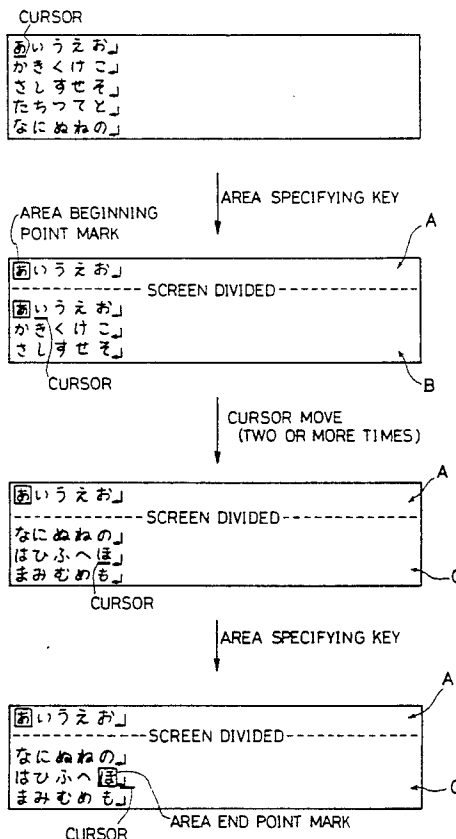 CURSOR
あいうえお
かきくけこ
さしすせそ
たちつてと
なにぬねの
AREA SPECIFYING KEY
AREA BEGINNING
POINT MARK
A
あいうえお
SCREEN DIVIDED
あいうえお
かきくけこ
さしすせそ
B
CURSOR
CURSOR MOVE
(TWO OR MORE TIMES)
A
あいうえお
SCREEN DIVIDED
なにぬねの
はひふへほ
まみむめも
CURSOR
AREA SPECIFYING KEY
A
あいうえお
SCREEN DIVIDED
なにぬねの
はひふへほ
まみむめも
AREA END POINT MARK
CURSOR